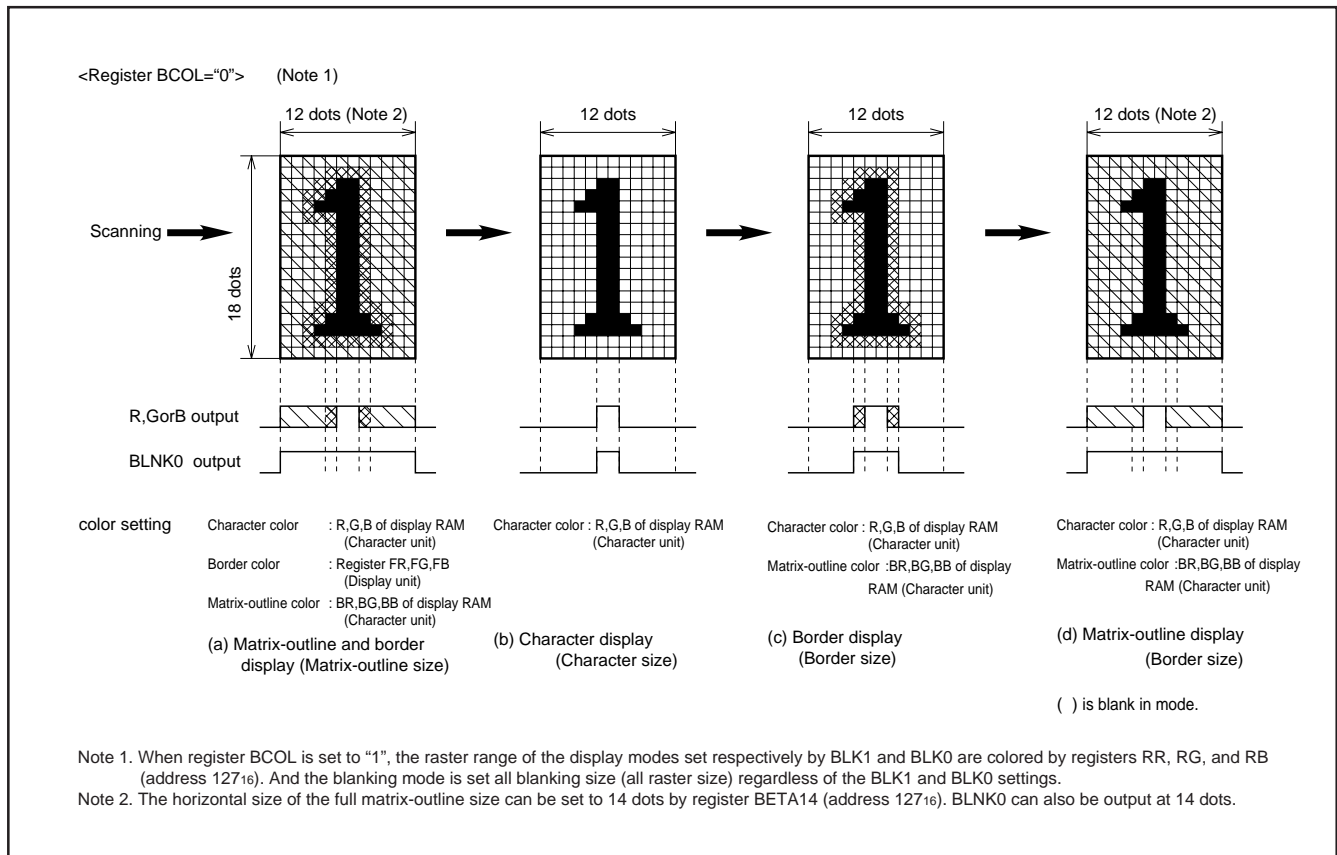 <Register BCOL=“0”> (Note 1)
12 dots (Note 2)
12 dots
12 dots
12 dots (Note 2)
Scanning
18 dots
R,GorB output
BLNK0 output
color setting
Character color : R,G,B of display RAM
(Character unit)
Border color : Register FR,FG,FB
(Display unit)
Matrix-outline color : BR,BG,BB of display RAM
(Character unit)
(a) Matrix-outline and border
display (Matrix-outline size)
Character color : R,G,B of display RAM
(Character unit)
(b) Character display
(Character size)
Character color : R,G,B of display RAM
(Character unit)
Matrix-outline color :BR,BG,BB of display
RAM (Character unit)
(c) Border display
(Border size)
Character color : R,G,B of display RAM
(Character unit)
Matrix-outline color :BR,BG,BB of display
RAM (Character unit)
(d) Matrix-outline display
(Border size)
( ) is blank in mode.
Note 1. When register BCOL is set to “1”, the raster range of the display modes set respectively by BLK1 and BLK0 are colored by registers RR, RG, and RB
(address 12716). And the blanking mode is set all blanking size (all raster size) regardless of the BLK1 and BLK0 settings.
Note 2. The horizontal size of the full matrix-outline size can be set to 14 dots by register BETA14 (address 12716). BLNK0 can also be output at 14 dots.